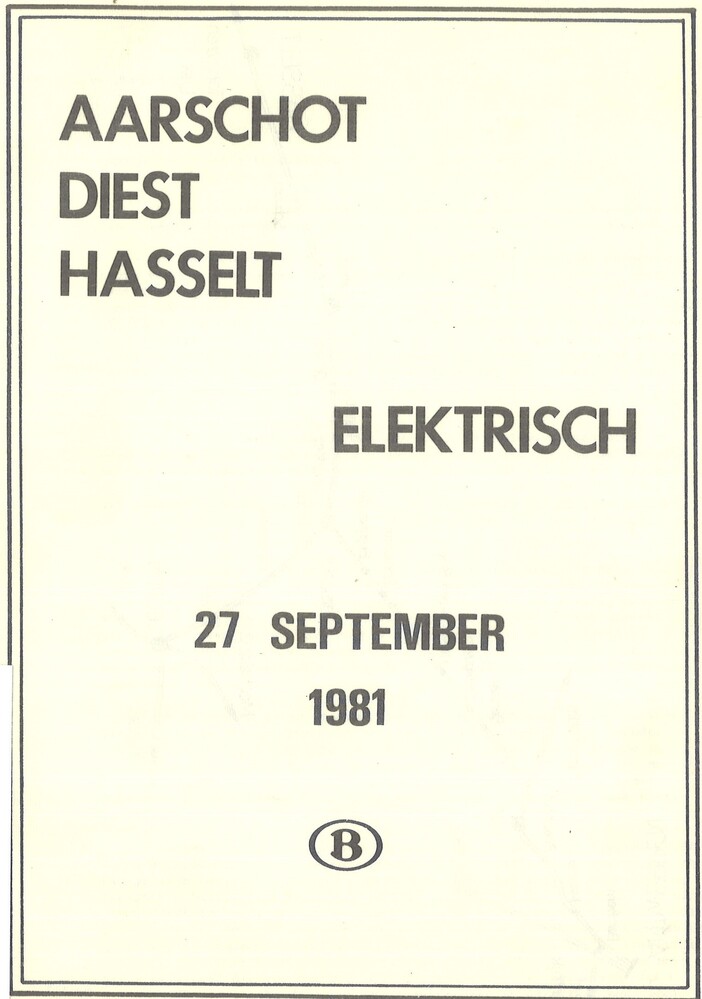 AARSCHOT
DIEST
HASSELT
ELEKTRISCH
27 SEPTEMBER
1981
B